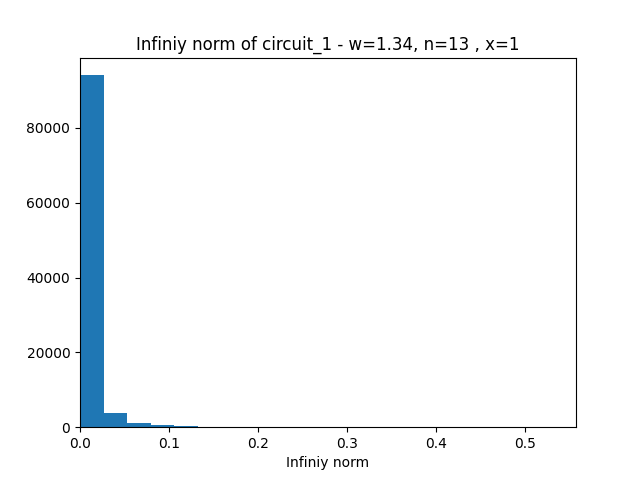 Infiniy norm of circuit_1 - w=1.34, n=13 , x=1
80000
60000
40000
20000
0
0.0 0.1 0.2 0.3 0.4 0.5
Infiniy norm